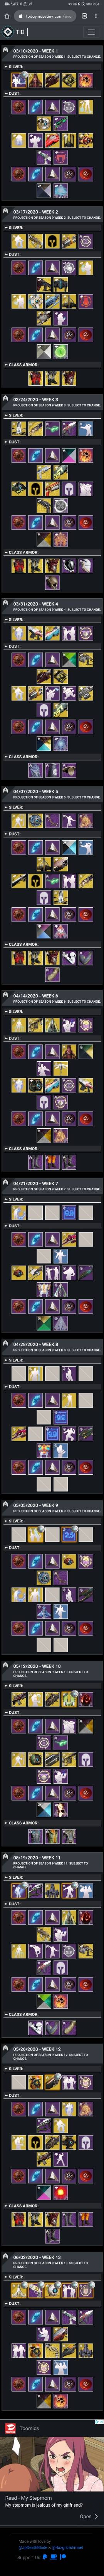 todayindestiny.com/
TID
03/10/2020 - WEEK 1
PROJECTION OF SEASON 9 WEEK 1. SUBJECT TO CHANGE.
SILVER:
DUST:
03/17/2020 - WEEK 2
PROJECTION OF SEASON 9 WEEK 2. SUBJECT TO CHANGE.
SILVER:
DUST:
CLASS ARMOR:
03/24/2020 - WEEK 3
PROJECTION OF SEASON 9 WEEK 3. SUBJECT TO CHANGE.
SILVER:
DUST:
CLASS ARMOR:
03/31/2020 - WEEK 4
PROJECTION OF SEASON 9 WEEK 4. SUBJECT TO CHANGE.
SILVER:
DUST:
CLASS ARMOR:
04/07/2020 - WEEK 5
PROJECTION OF SEASON 9 WEEK 5. SUBJECT TO CHANGE.
SILVER:
DUST:
CLASS ARMOR:
04/14/2020 - WEEK 6
PROJECTION OF SEASON 9 WEEK 6. SUBJECT TO CHANGE.
SILVER:
DUST:
CLASS ARMOR:
04/21/2020 - WEEK 7
PROJECTION OF SEASON 9 WEEK 7. SUBJECT TO CHANGE.
SILVER:
DUST:
04/28/2020 - WEEK 8
PROJECTION OF SEASON 9 WEEK 8. SUBJECT TO CHANGE.
SILVER:
DUST:
05/05/2020 - WEEK 9
PROJECTION OF SEASON 9 WEEK 9. SUBJECT TO CHANGE.
SILVER:
DUST:
05/12/2020 - WEEK 10
PROJECTION OF SEASON 9 WEEK 10. SUBJECT TO
CHANGE.
SILVER:
DUST:
CLASS ARMOR:
05/19/2020 - WEEK 11
PROJECTION OF SEASON 9 WEEK 11. SUBJECT TO
CHANGE.
SILVER:
DUST:
CLASS ARMOR:
05/26/2020 - WEEK 12
PROJECTION OF SEASON 9 WEEK 12. SUBJECT TO
CHANGE.
SILVER:
DUST:
CLASS ARMOR:
06/02/2020 - WEEK 13
PROJECTION OF SEASON 9 WEEK 13. SUBJECT TO
CHANGE.
SILVER:
DUST:
Toomics
Read - My Stepmom
My stepmom is jealous of my girlfriend?
Open
Made with love by
Support Us: